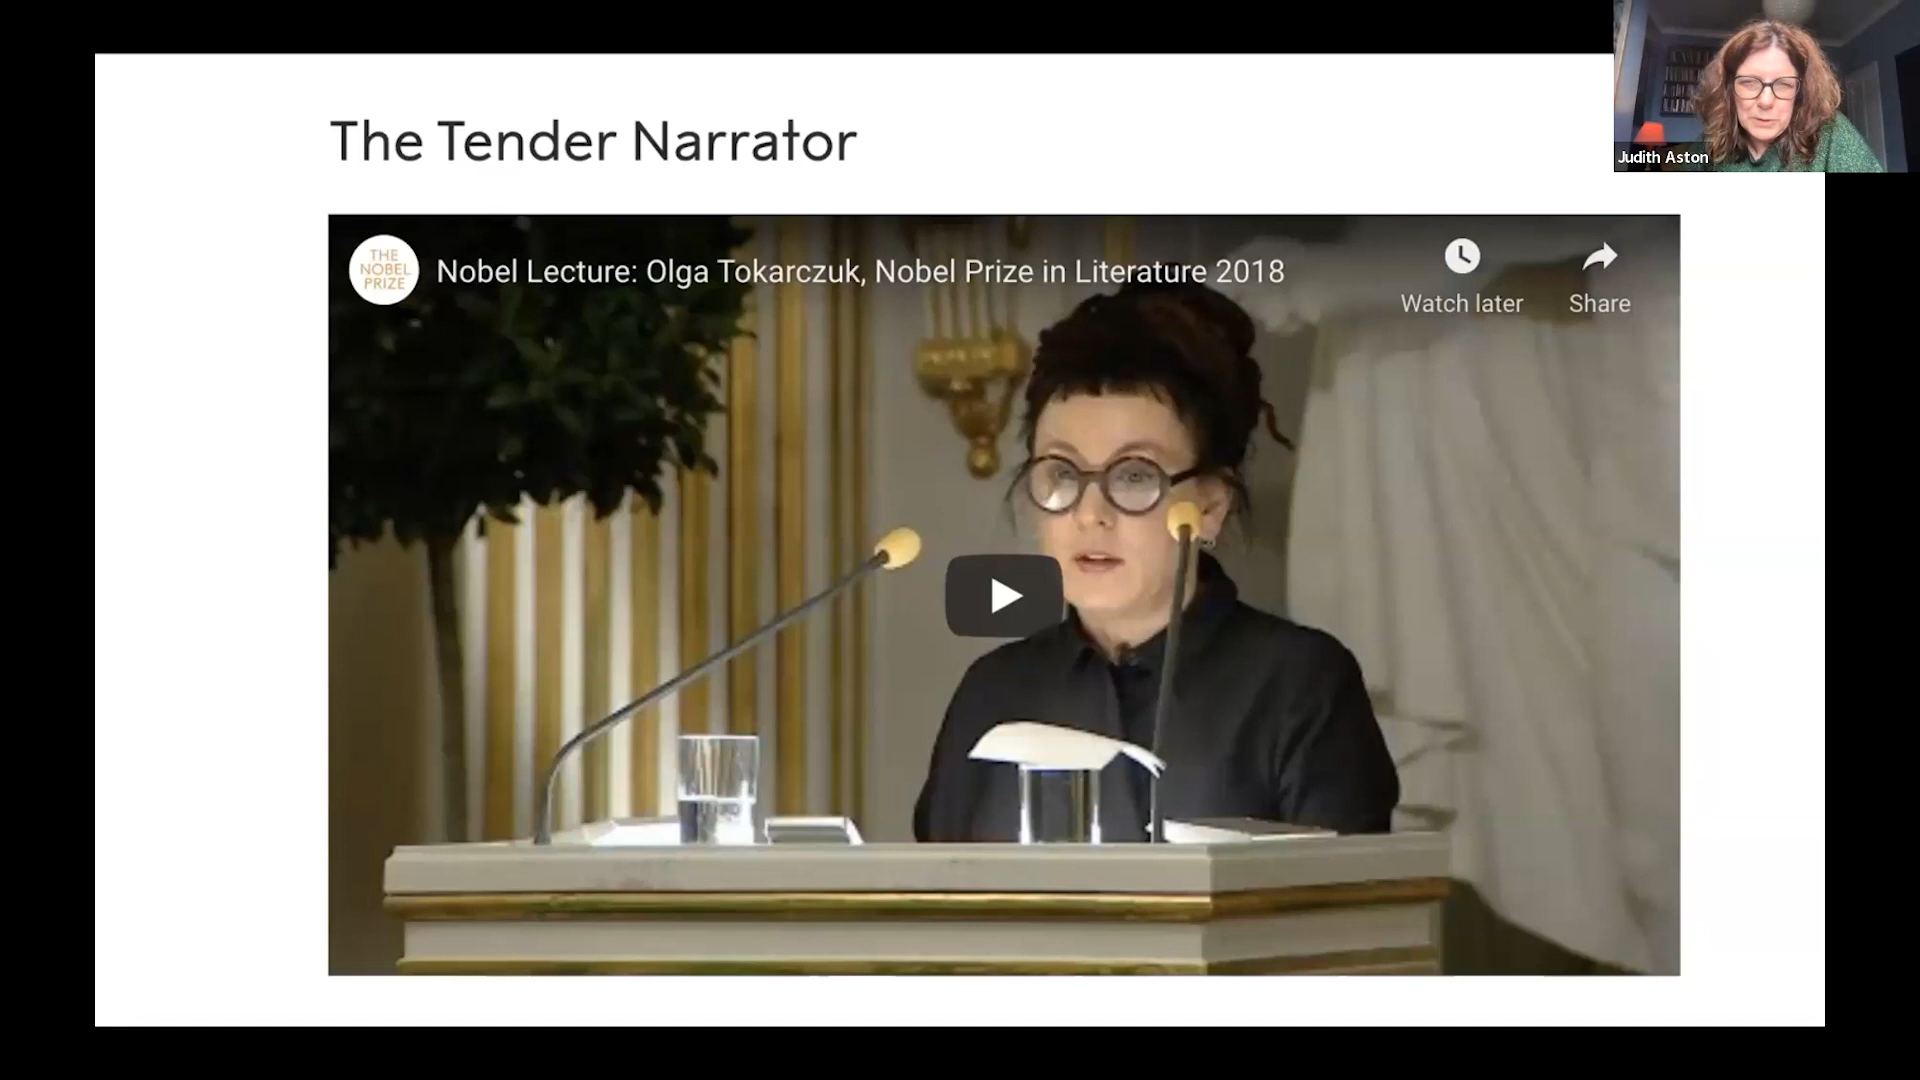 The Tender Narrator
THE
NOBEL
PRIZE
Nobel Lecture: Olga Tokarczuk, Nobel Prize in Literature 2018
Watch later
Share
Judith Aston